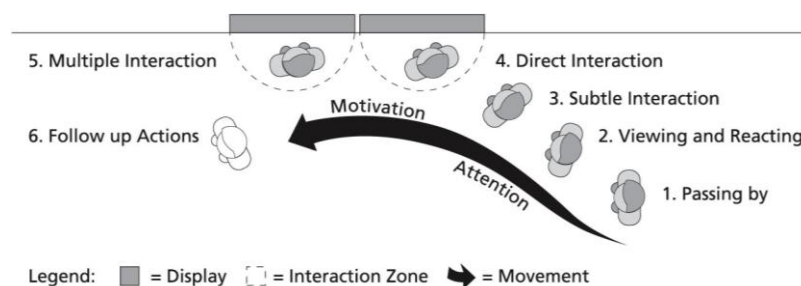 5. Multiple Interaction
4. Direct Interaction
3. Subtle Interaction
Motivation
6. Follow up Actions
2. Viewing and Reacting
Attention
1. Passing by
Legend: = Display = Interaction Zone = Movement